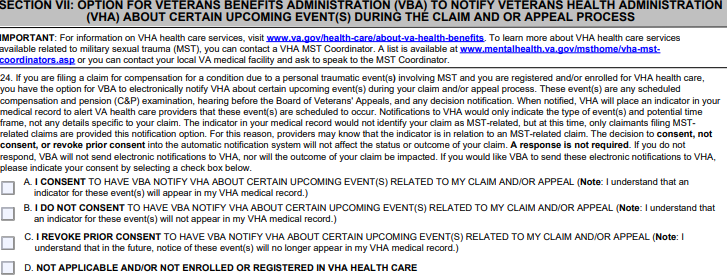 SECTION VII: OPTION FOR VETERANS BENEFITS ADMINISTRATION (VBA) TO NOTIFY VETERANS HEALTH ADMINISTRATION
(VHA) ABOUT CERTAIN UPCOMING EVENT(S) DURING THE CLAIM AND OR APPEAL PROCESS
IMPORTANT: For information on VHA health care services, visit www.va.gov/health-care/about-va-health-benefits. To learn more about VHA health care services
available related to military sexual trauma (MST), you can contact a VHA MST Coordinator. A list is available at www.mentalhealth.va.gov/msthome/vha-mst-
coordinators.asp or you can contact your local VA medical facility and ask to speak to the MST Coordinator.
24. If you are filing a claim for compensation for a condition due to a personal traumatic event(s) involving MST and you are registered and/or enrolled for VHA health care,
you have the option for VBA to electronically notify VHA about certain upcoming event(s) during your claim and/or appeal process. These event(s) are any scheduled
compensation and pension (C&P) examination, hearing before the Board of Veterans' Appeals, and any decision notification. When notified, VHA will place an indicator in your
medical record to alert VA health care providers that these event(s) are scheduled to occur. Notifications to VHA would only indicate the type of event(s) and potential time
frame, not any details specific to your claim. The indicator in your medical record would not identify your claim as MST-related, but at this time, only claimants filing MST-
related claims are provided this notification option. For this reason, providers may know that the indicator is in relation to an MST-related claim. The decision to consent, not
consent, or revoke prior consent into the automatic notification system will not affect the status or outcome of your claim. A response is not required. If you do not
respond, VBA will not send electronic notifications to VHA, nor will the outcome of your claim be impacted. If you would like VBA to send these electronic notifications to VHA,
please indicate your consent by selecting a check box below.
A. I CONSENT TO HAVE VBA NOTIFY VHA ABOUT CERTAIN UPCOMING EVENT(S) RELATED TO MY CLAIM AND/OR APPEAL (Note: I understand that an
indicator for these event(s) will appear in my VHA medical record.)
B. I DO NOT CONSENT TO HAVE VBA NOTIFY VHA ABOUT CERTAIN UPCOMING EVENT(S) RELATED TO MY CLAIM AND/OR APPEAL (Note: I understand that
an indicator for these event(s) will not appear in my VHA medical record.)
C. I REVOKE PRIOR CONSENT TO HAVE VBA NOTIFY VHA ABOUT CERTAIN UPCOMING EVENT(S) RELATED TO MY CLAIM AND/OR APPEAL (Note: I
understand that in the future, notice of these event(s) will no longer appear in my VHA medical record.)
D. NOT APPLICABLE AND/OR NOT ENROLLED OR REGISTERED IN VHA HEALTH CARE